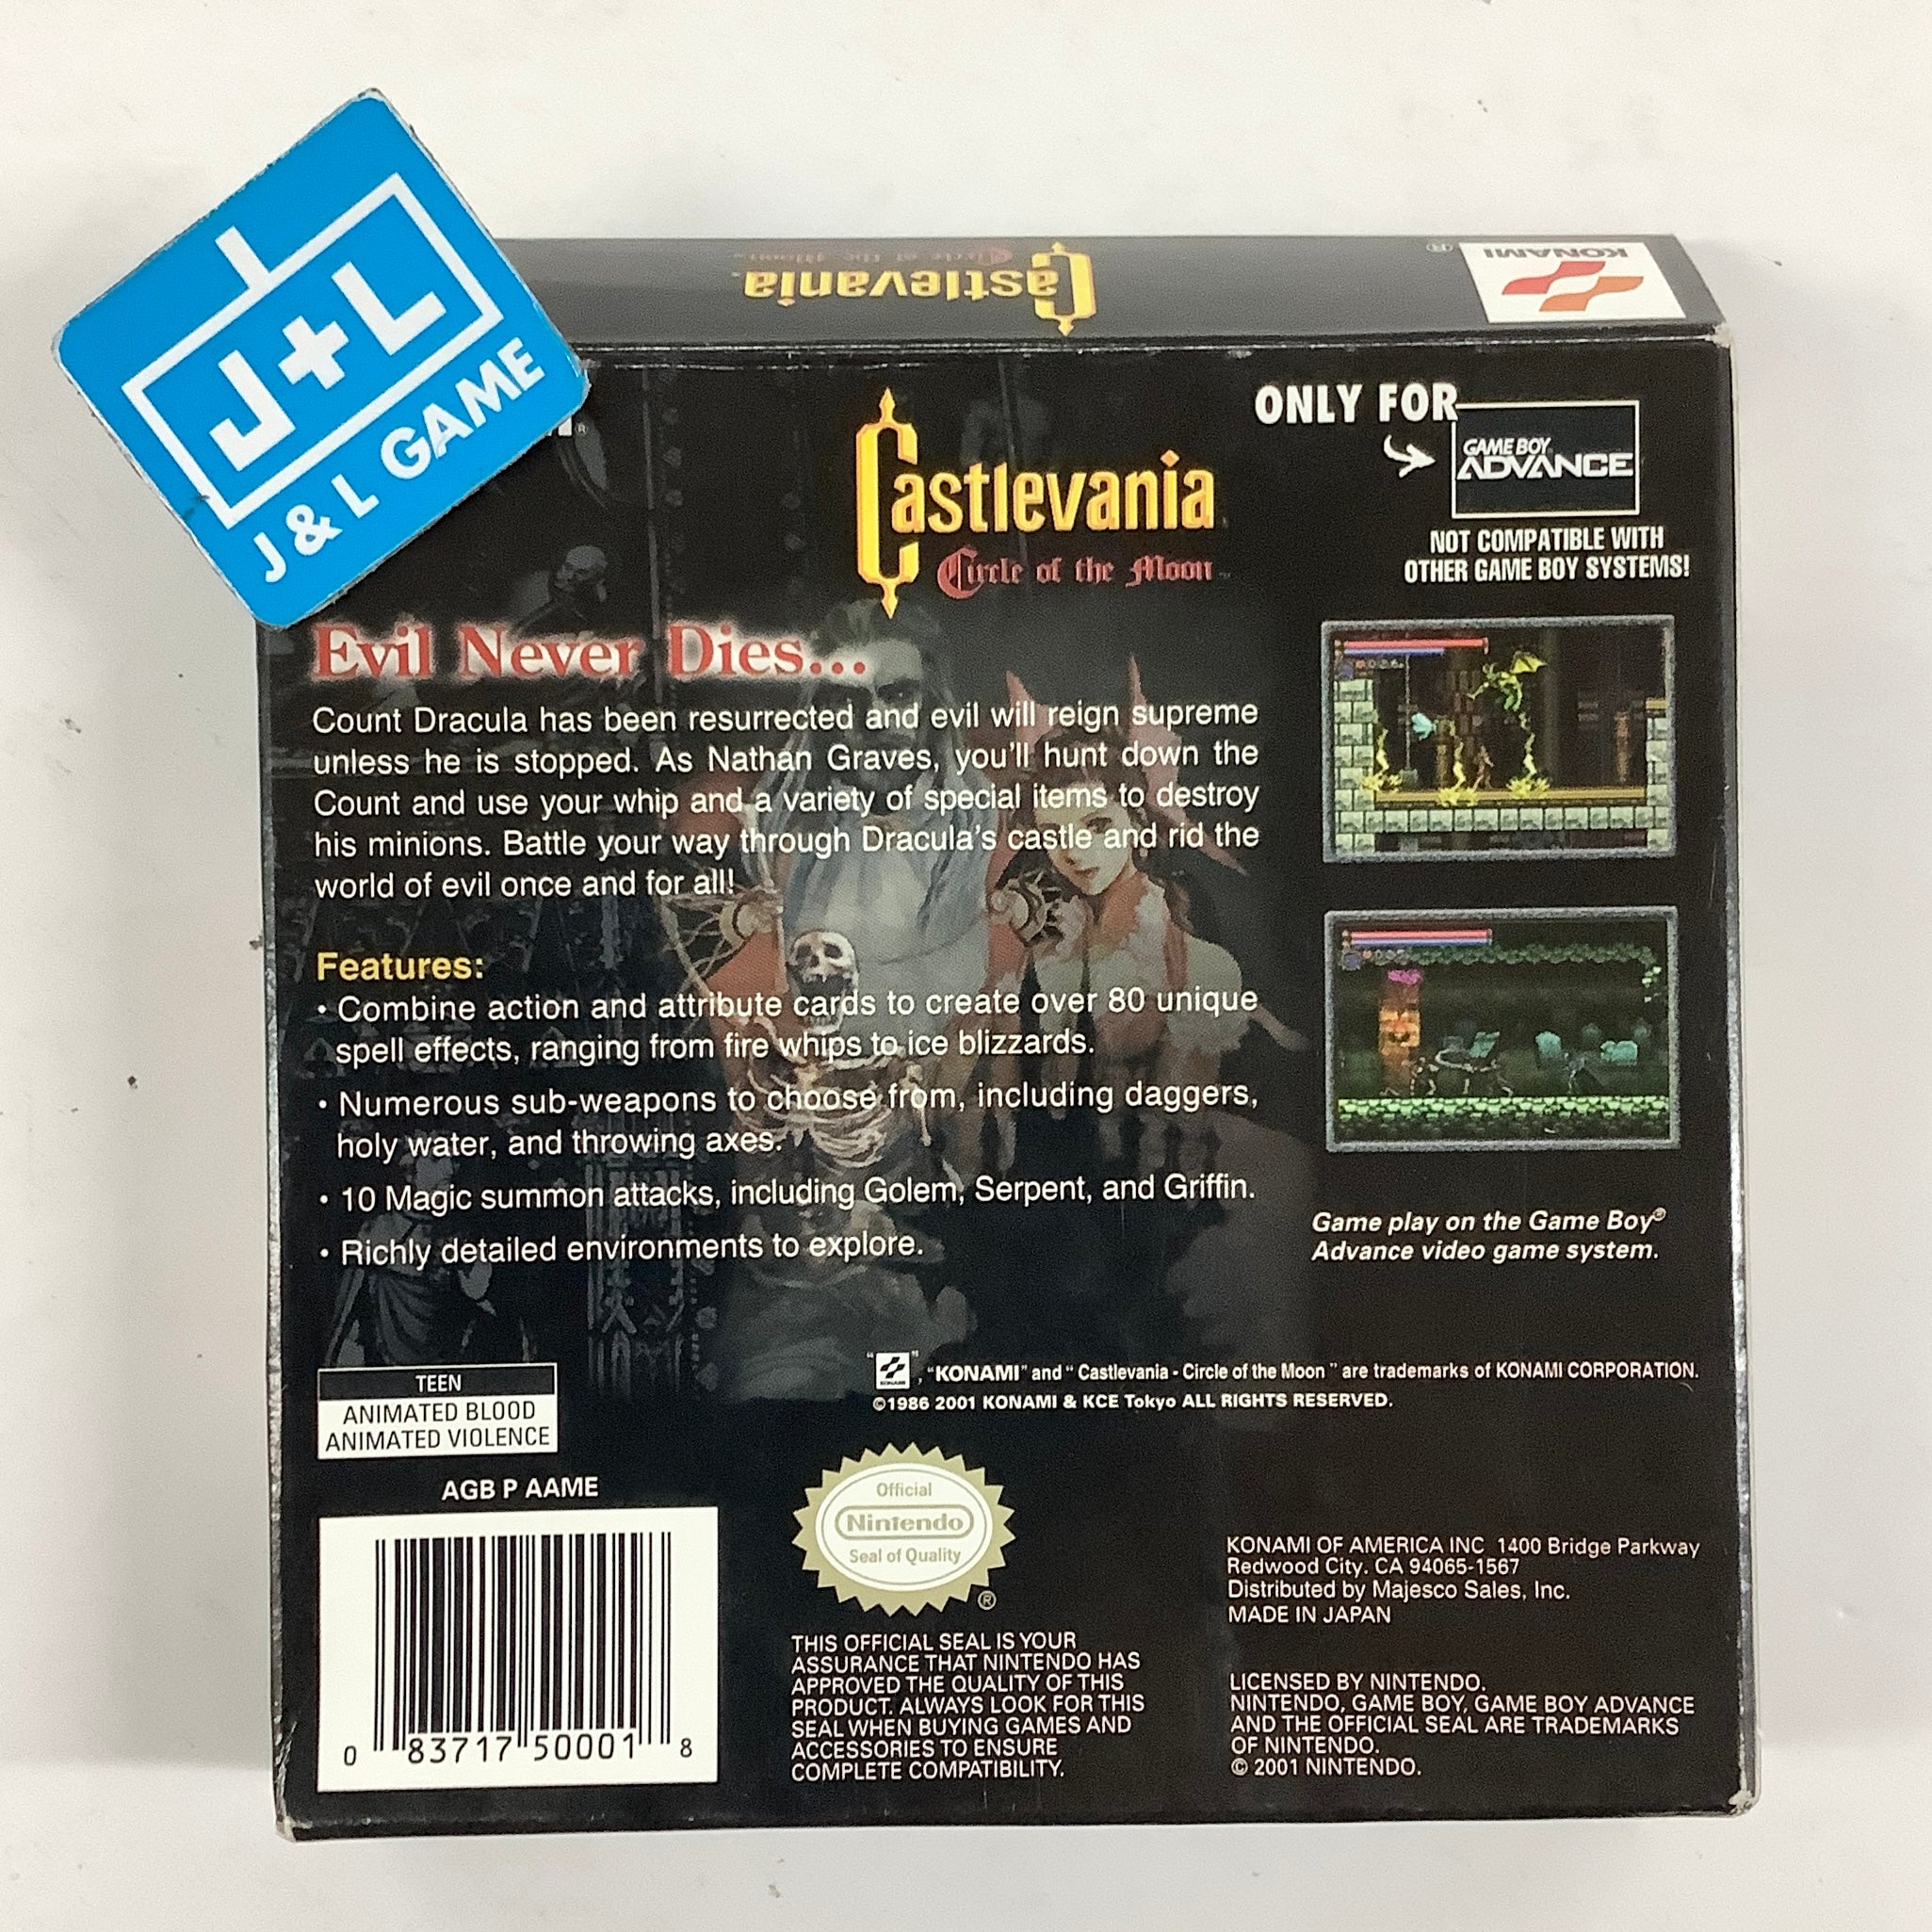 J+L
J & L GAME
KONAMI ®
Castlevania
Circle of the Moon
Castlevania
Circle of the Moon™
ONLY FOR
GAME BOY
ADVANCE
NOT COMPATIBLE WITH
OTHER GAME BOY SYSTEMS!
Evil Never Dies...
Count Dracula has been resurrected and evil will reign supreme
unless he is stopped. As Nathan Graves, you'll hunt down the
Count and use your whip and a variety of special items to destroy
his minions. Battle your way through Dracula's castle and rid the
world of evil once and for all!
Features:
• Combine action and attribute cards to create over 80 unique
spell effects, ranging from fire whips to ice blizzards.
• Numerous sub-weapons to choose from, including daggers,
holy water, and throwing axes.
• 10 Magic summon attacks, including Golem, Serpent, and Griffin.
• Richly detailed environments to explore.
Game play on the Game Boy®
Advance video game system.
TEEN
ANIMATED BLOOD
ANIMATED VIOLENCE
AGB P AAME
0 83717 50001 8
" KONAMI ", "KONAMI" and " Castlevania - Circle of the Moon " are trademarks of KONAMI CORPORATION.
©1986 2001 KONAMI & KCE Tokyo ALL RIGHTS RESERVED.
Official
Nintendo
Seal of Quality
®
THIS OFFICIAL SEAL IS YOUR
ASSURANCE THAT NINTENDO HAS
APPROVED THE QUALITY OF THIS
PRODUCT. ALWAYS LOOK FOR THIS
SEAL WHEN BUYING GAMES AND
ACCESSORIES TO ENSURE
COMPLETE COMPATIBILITY.
KONAMI OF AMERICA INC 1400 Bridge Parkway
Redwood City. CA 94065-1567
Distributed by Majesco Sales, Inc.
MADE IN JAPAN
LICENSED BY NINTENDO.
NINTENDO, GAME BOY, GAME BOY ADVANCE
AND THE OFFICIAL SEAL ARE TRADEMARKS
OF NINTENDO.
© 2001 NINTENDO.